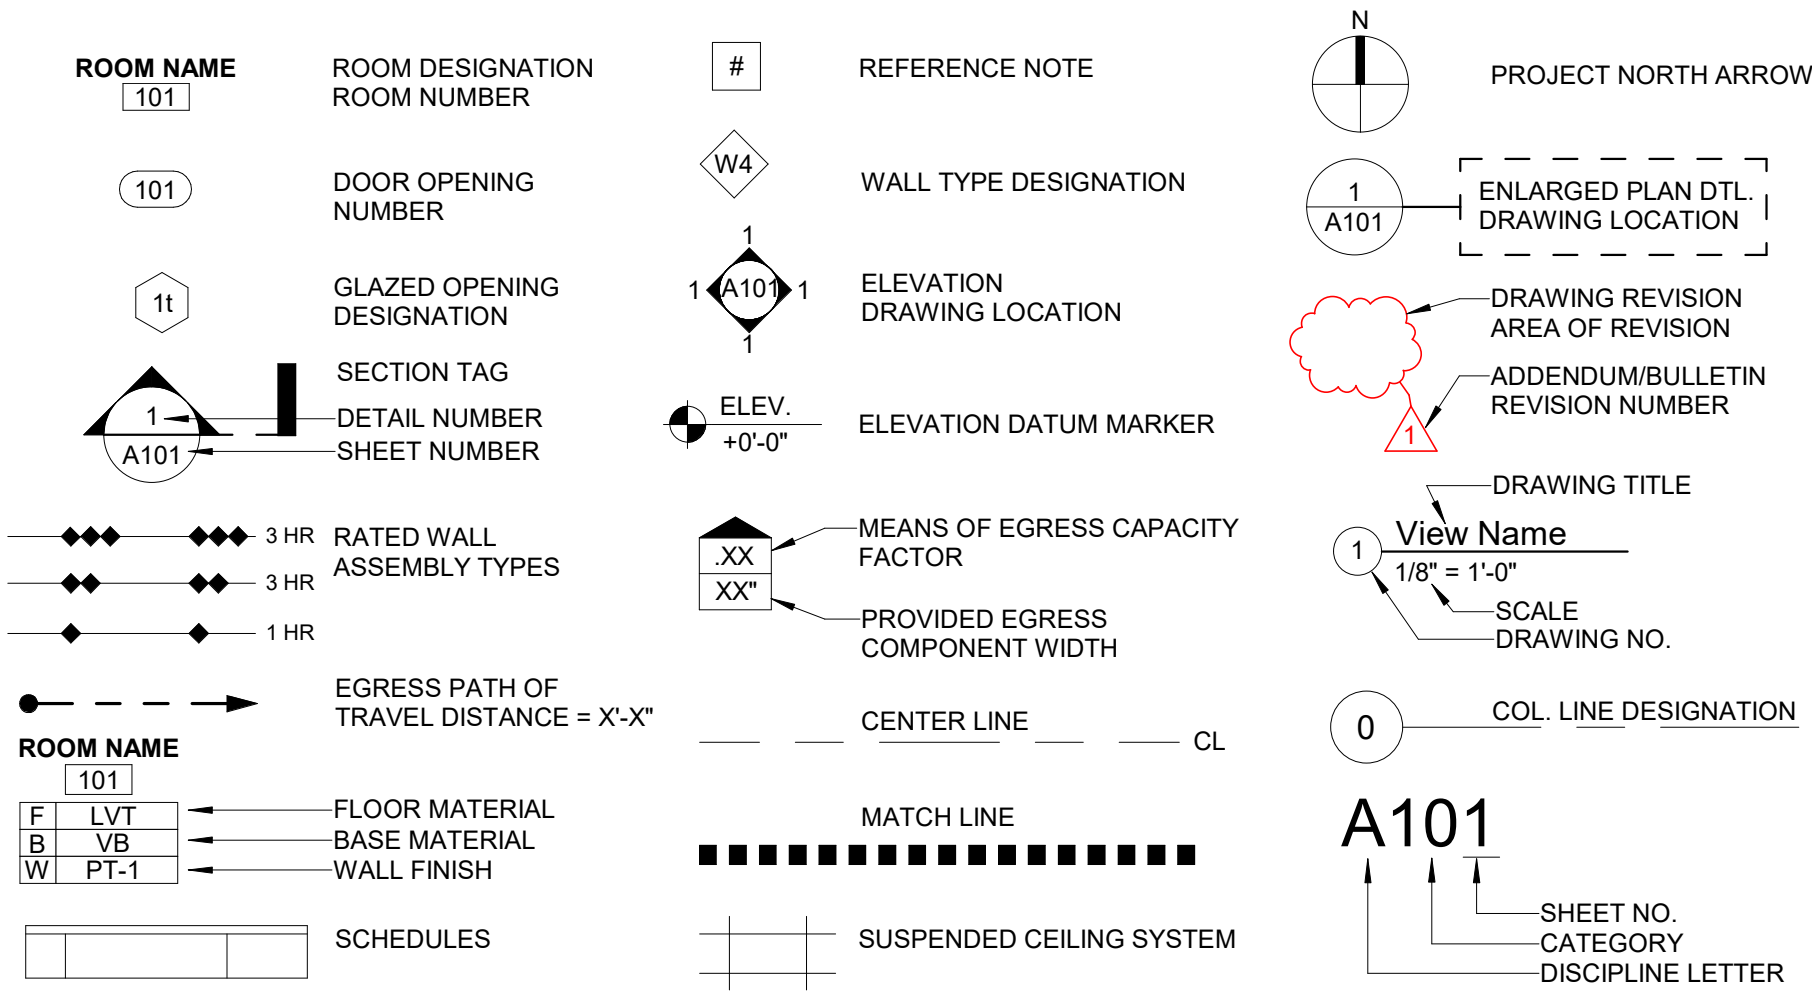 ROOM NAME
101
ROOM DESIGNATION
ROOM NUMBER
101
DOOR OPENING
NUMBER
1t
GLAZED OPENING
DESIGNATION
SECTION TAG
1
DETAIL NUMBER
A101
SHEET NUMBER
3 HR
RATED WALL
ASSEMBLY TYPES
3 HR
1 HR
EGRESS PATH OF
TRAVEL DISTANCE = X'-X"
ROOM NAME
101
F LVT
FLOOR MATERIAL
B VB
BASE MATERIAL
W PT-1
WALL FINISH
SCHEDULES
#
REFERENCE NOTE
W4
WALL TYPE DESIGNATION
1
1 A101 1
1
ELEVATION
DRAWING LOCATION
ELEV.
+0'-0"
ELEVATION DATUM MARKER
.XX
XX"
MEANS OF EGRESS CAPACITY
FACTOR
PROVIDED EGRESS
COMPONENT WIDTH
CENTER LINE
CL
MATCH LINE
SUSPENDED CEILING SYSTEM
N
PROJECT NORTH ARROW
1
A101
ENLARGED PLAN DTL.
DRAWING LOCATION
DRAWING REVISION
AREA OF REVISION
ADDENDUM/BULLETIN
REVISION NUMBER
1
DRAWING TITLE
1
View Name
1/8" = 1'-0"
SCALE
DRAWING NO.
0
COL. LINE DESIGNATION
A101
SHEET NO.
CATEGORY
DISCIPLINE LETTER